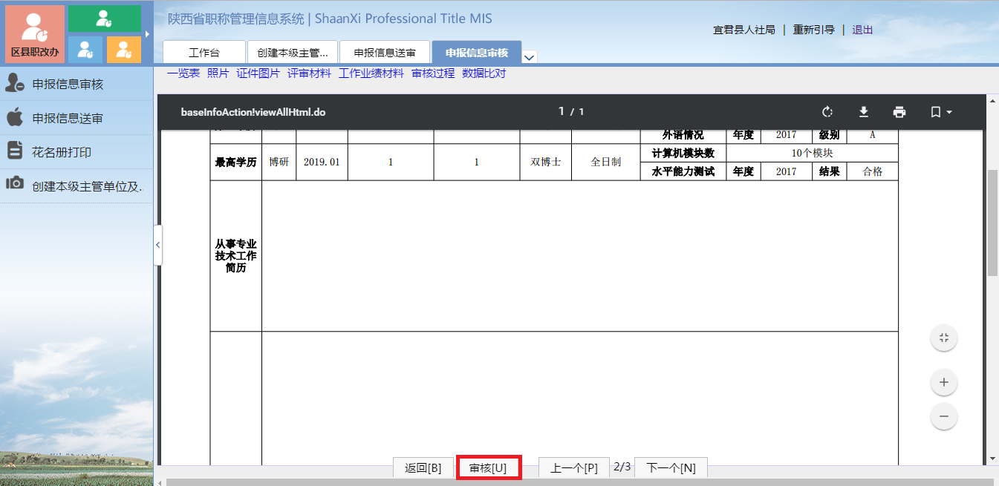 陕西省职称管理信息系统 | ShaanXi Professional Title MIS
宜君县人社局 | 重新引导 | 退出
区县职改办
工作台 创建本级主管... 申报信息送审 申报信息审核
一览表 照片 证件图片 评审材料 工作业绩材料 审核过程 数据比对
申报信息审核
申报信息送审
花名册打印
创建本级主管单位及..
baseInfoAction!viewAllHtml.do 1 / 1
外语情况 年度 2017 级别 A
最高学历 博研 2019.01 1 1 双博士 全日制 计算机模块数 10个模块
水平能力测试 年度 2017 结果 合格
从事专业
技术工作
简历
返回[B] 审核[U] 上一个[P] 2/3 下一个[N]